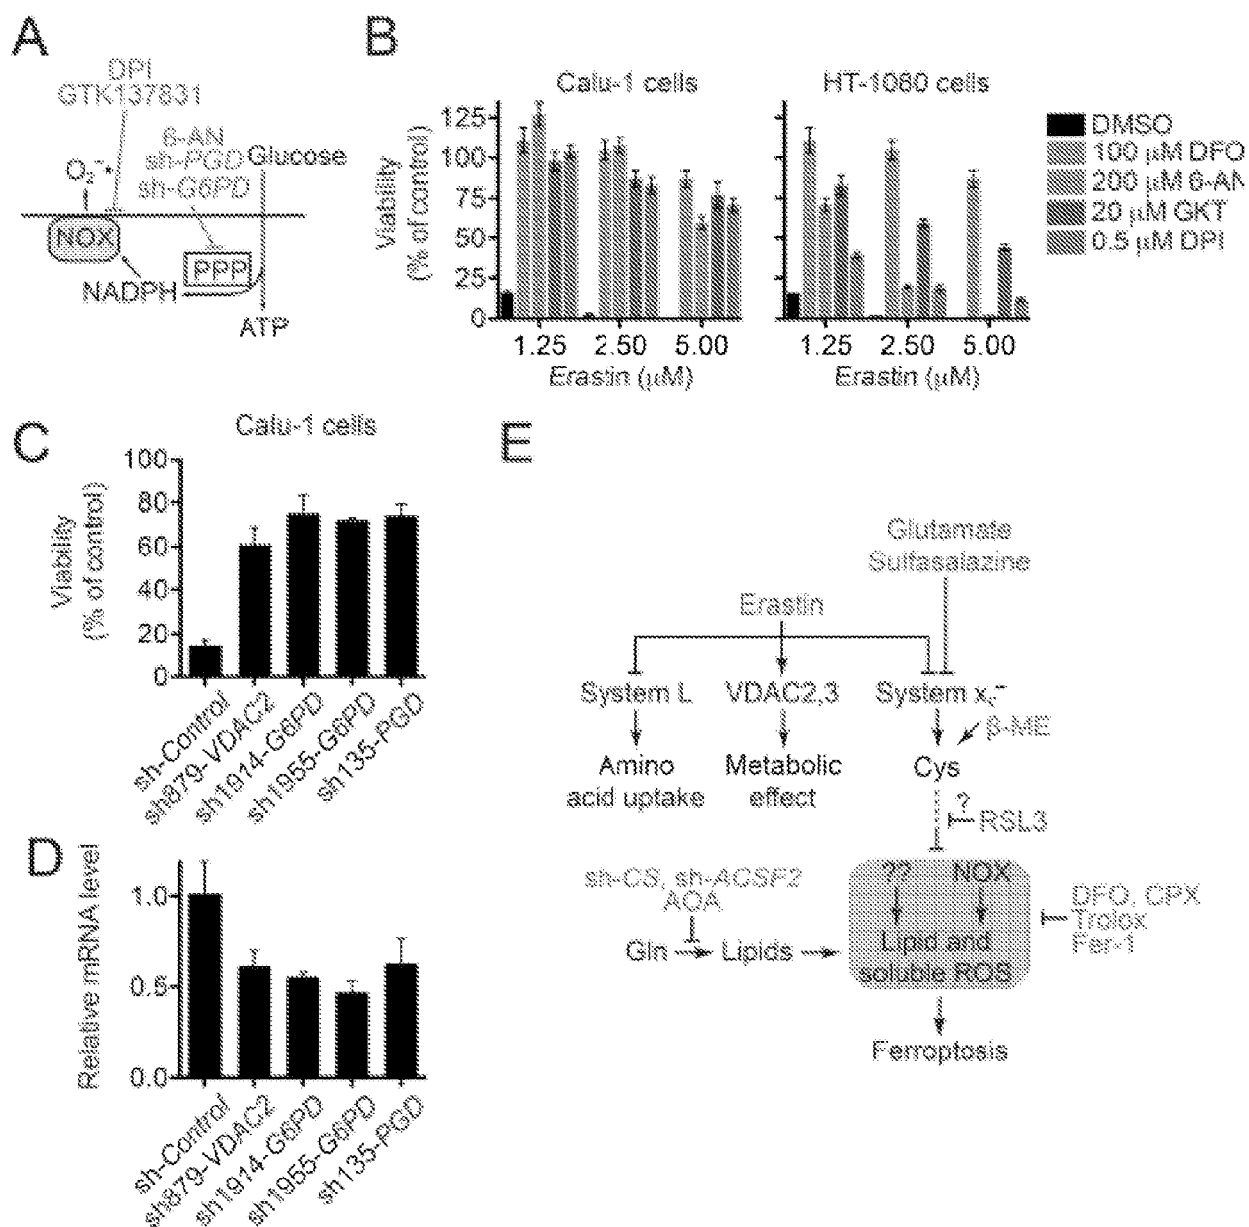 A
DPI
GTK137831
6-AN
sh-PGD
sh-G6PD
Glucose
O₂⁻•
NOX
PPP
NADPH
ATP
B
Calu-1 cells
HT-1080 cells
Viability
(% of control)
125
100
75
50
25
0
1.25 2.50 5.00
Erastin (μM)
1.25 2.50 5.00
Erastin (μM)
DMSO
100 μM DFO
200 μM 6-AN
20 μM GKT
0.5 μM DPI
C
Calu-1 cells
Viability
(% of control)
100
80
60
40
20
0
sh-Control
sh879-VDAC2
sh1914-G6PD
sh1955-G6PD
sh135-PGD
D
Relative mRNA level
1.0
0.5
0.0
sh-Control
sh879-VDAC2
sh1914-G6PD
sh1955-G6PD
sh135-PGD
E
Glutamate
Sulfasalazine
Erastin
System L
VDAC2,3
System x꜀⁻
β-ME
Amino
acid uptake
Metabolic
effect
Cys
?
RSL3
sh-CS, sh-ACSF2
AOA
Gln
Lipids
?? NOX
Lipid and
soluble ROS
DFO, CPX
Trolox
Fer-1
Ferroptosis